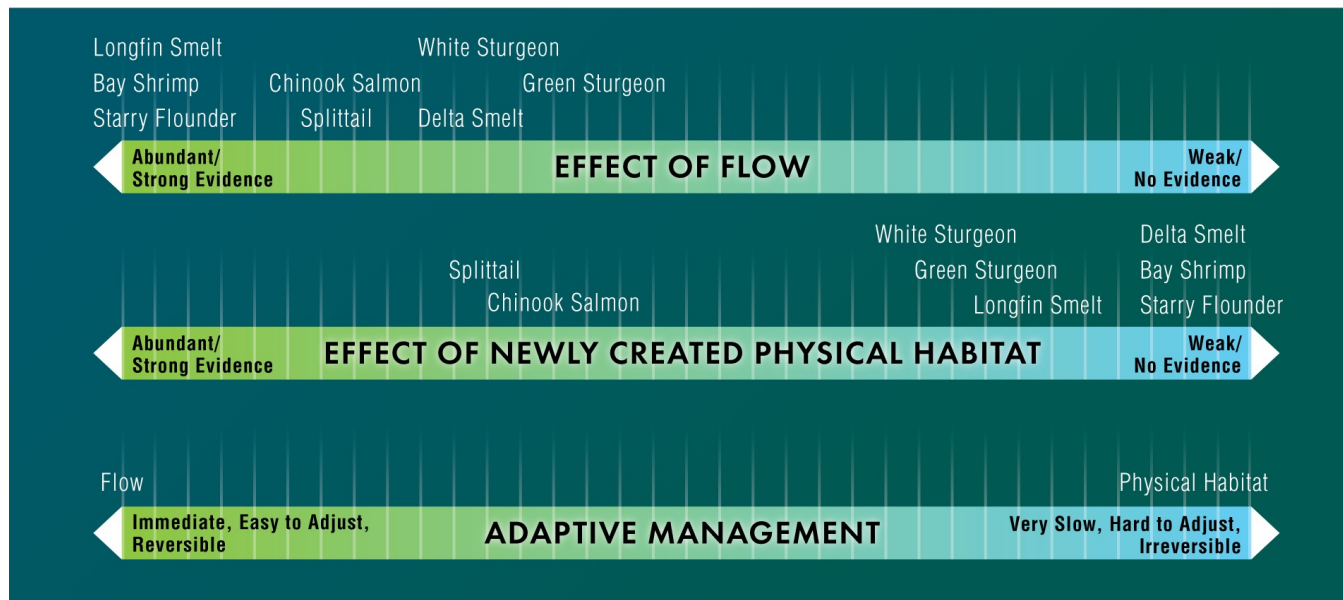 Longfin Smelt White Sturgeon
Bay Shrimp Chinook Salmon Green Sturgeon
Starry Flounder Splittail Delta Smelt
Abundant/
Strong Evidence
EFFECT OF FLOW
Weak/
No Evidence
White Sturgeon Delta Smelt
Splittail Green Sturgeon Bay Shrimp
Chinook Salmon Longfin Smelt Starry Flounder
Abundant/
Strong Evidence
EFFECT OF NEWLY CREATED PHYSICAL HABITAT
Weak/
No Evidence
Flow Physical Habitat
Immediate, Easy to Adjust,
Reversible
ADAPTIVE MANAGEMENT
Very Slow, Hard to Adjust,
Irreversible